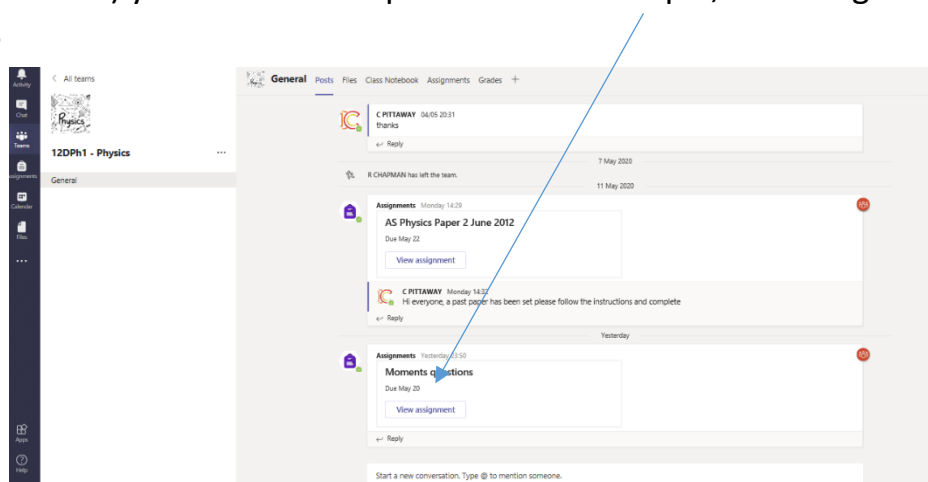 Activity
Chat
Teams
Assignments
Calendar
Files
Apps
Help
< All teams
Physics
12DPh1 - Physics
General
General Posts Files Class Notebook Assignments Grades +
C PITTAWAY 04/05 20:31
thanks
Reply
7 May 2020
R CHAPMAN has left the team.
11 May 2020
Assignments Monday 14:29
AS Physics Paper 2 June 2012
Due May 22
View assignment
C PITTAWAY Monday 14:32
Hi everyone, a past paper has been set please follow the instructions and complete
Reply
Yesterday
Assignments Yesterday 23:50
Moments questions
Due May 20
View assignment
Reply
Start a new conversation. Type @ to mention someone.